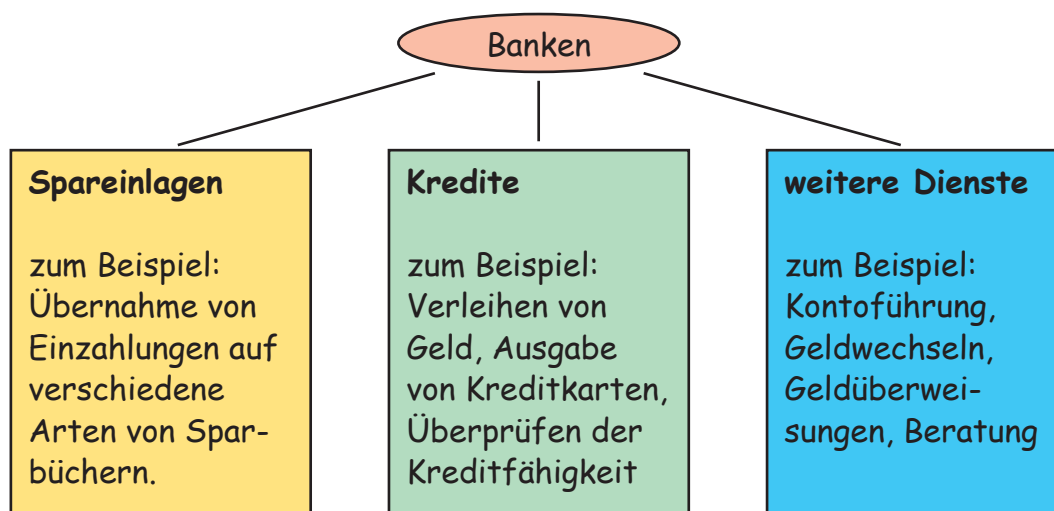 Banken
Spareinlagen
zum Beispiel:
Übernahme von
Einzahlungen auf
verschiedene
Arten von Spar-
büchern.
Kredite
zum Beispiel:
Verleihen von
Geld, Ausgabe
von Kreditkarten,
Überprüfen der
Kreditfähigkeit
weitere Dienste
zum Beispiel:
Kontoführung,
Geldwechseln,
Geldüberwei-
sungen, Beratung